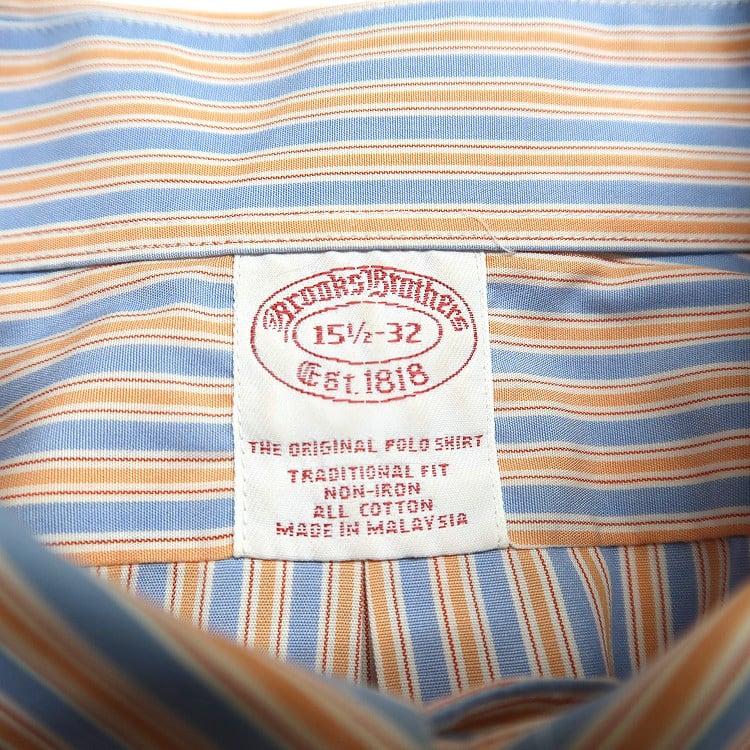 Brooks Brothers
15½-32
Est. 1818
THE ORIGINAL POLO SHIRT
TRADITIONAL FIT
NON-IRON
ALL COTTON
MADE IN MALAYSIA